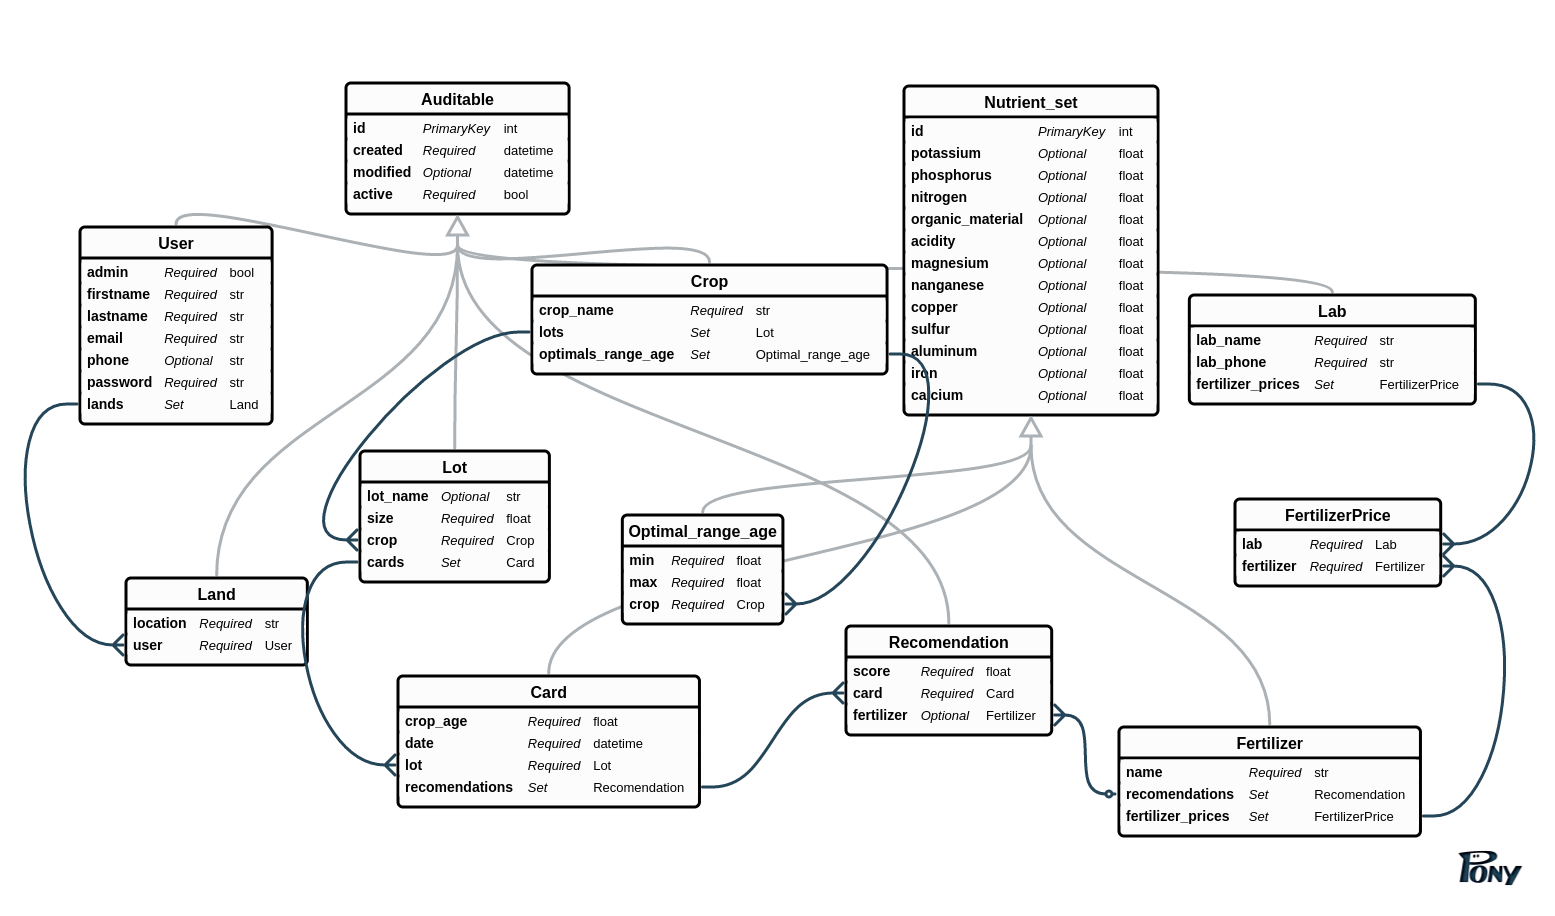 Auditable
id PrimaryKey int
created Required datetime
modified Optional datetime
active Required bool
Nutrient_set
id PrimaryKey int
potassium Optional float
phosphorus Optional float
nitrogen Optional float
organic_material Optional float
acidity Optional float
magnesium Optional float
nanganese Optional float
copper Optional float
sulfur Optional float
aluminum Optional float
iron Optional float
calcium Optional float
User
admin Required bool
firstname Required str
lastname Required str
email Required str
phone Optional str
password Required str
lands Set Land
Crop
crop_name Required str
lots Set Lot
optimals_range_age Set Optimal_range_age
Lab
lab_name Required str
lab_phone Required str
fertilizer_prices Set FertilizerPrice
Lot
lot_name Optional str
size Required float
crop Required Crop
cards Set Card
Optimal_range_age
min Required float
max Required float
crop Required Crop
FertilizerPrice
lab Required Lab
fertilizer Required Fertilizer
Land
location Required str
user Required User
Recomendation
score Required float
card Required Card
fertilizer Optional Fertilizer
Card
crop_age Required float
date Required datetime
lot Required Lot
recomendations Set Recomendation
Fertilizer
name Required str
recomendations Set Recomendation
fertilizer_prices Set FertilizerPrice
PONY